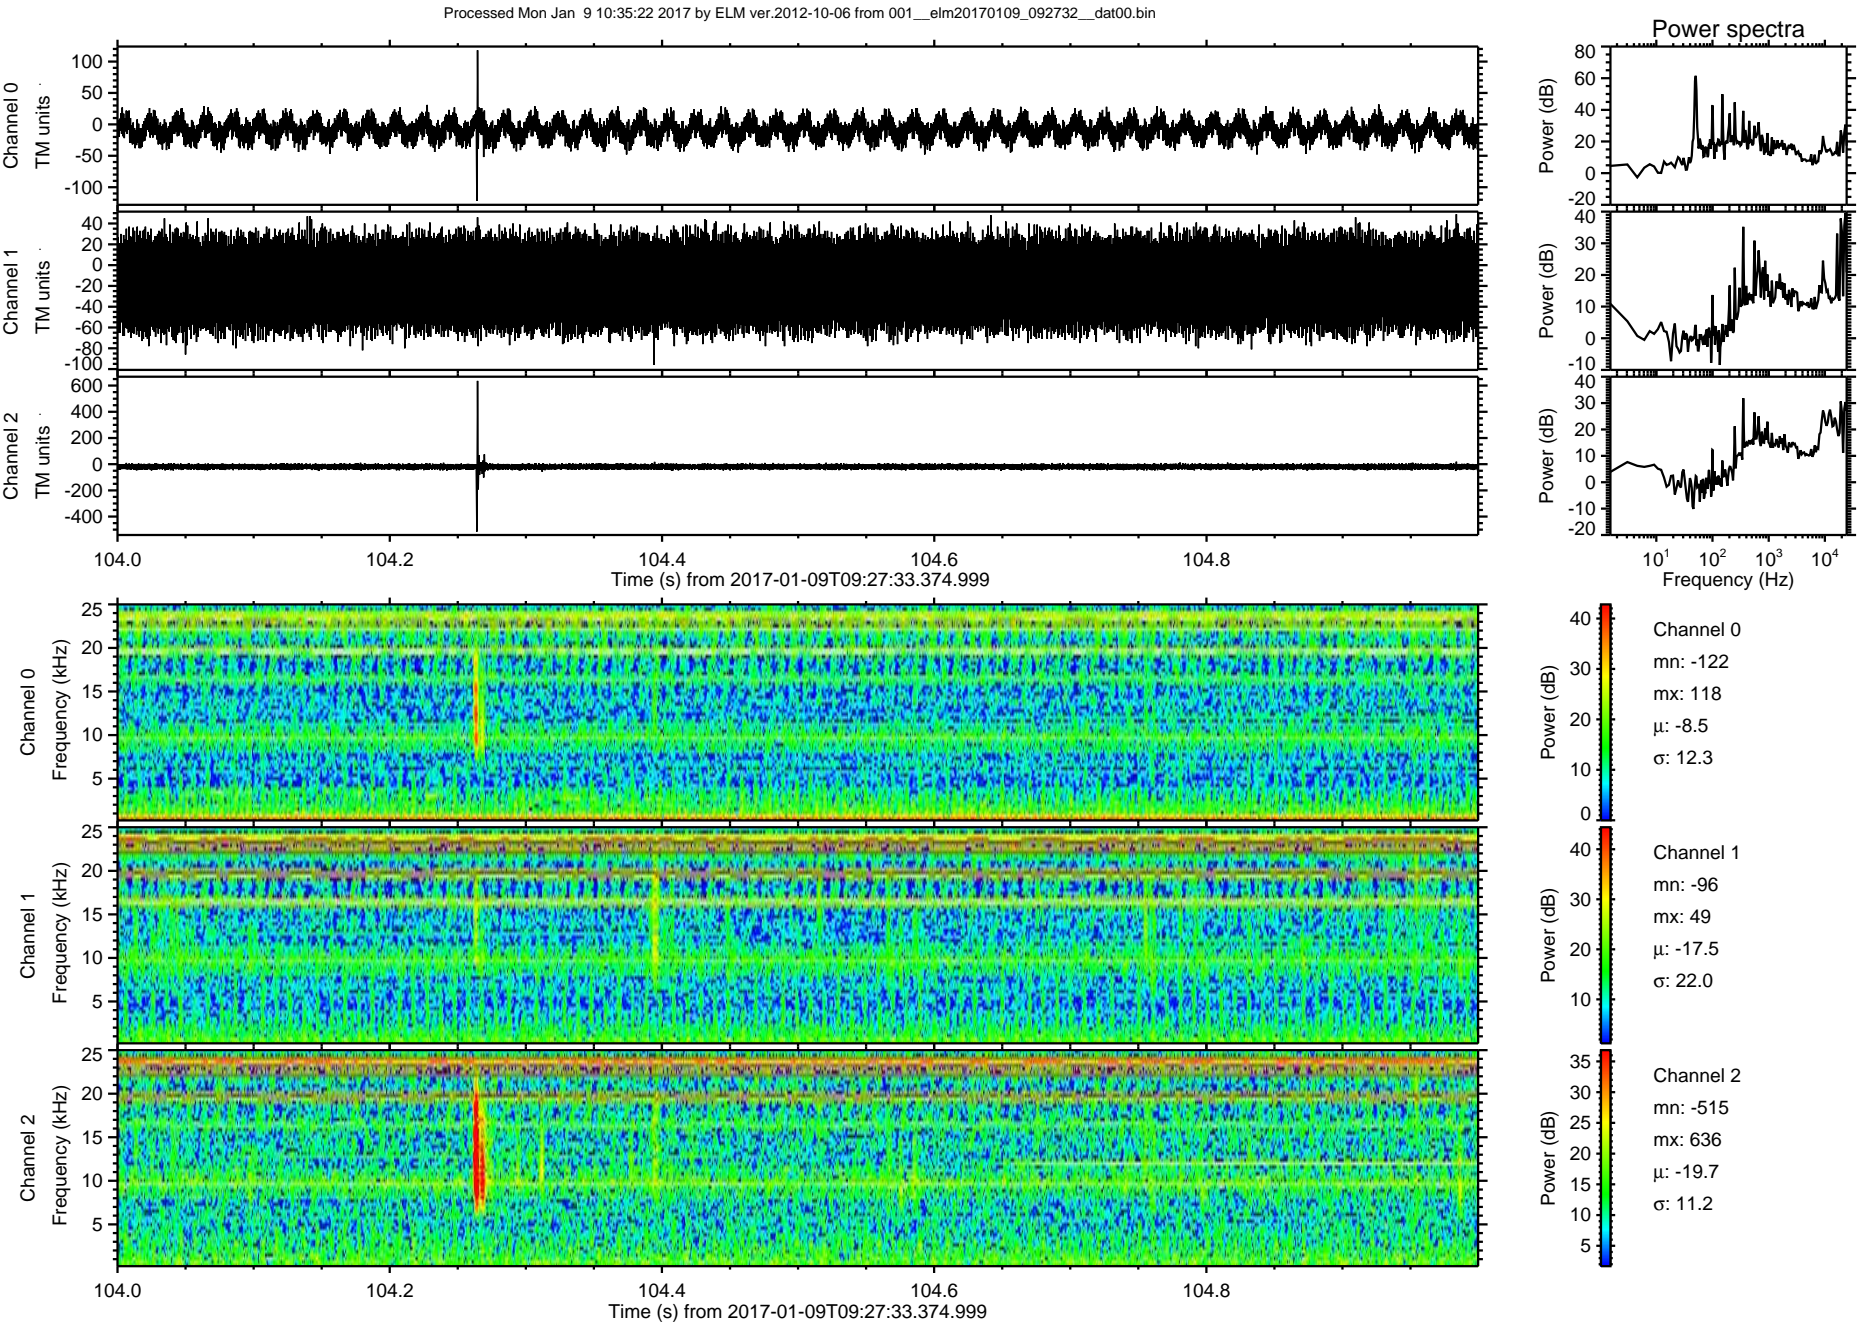 Processed Mon Jan  9 10:35:22 2017 by ELM ver.2012-10-06 from 001__elm20170109_092732__dat00.bin
Power spectra
Channel 0
TM units
100
50
0
-50
-100
Power (dB)
80
60
40
20
0
-20
Channel 1
TM units
40
20
0
-20
-40
-60
-80
-100
Power (dB)
40
30
20
10
0
-10
Channel 2
TM units
600
400
200
0
-200
-400
Power (dB)
40
30
20
10
0
-10
-20
104.0 104.2 104.4 104.6 104.8
Time (s) from 2017-01-09T09:27:33.374.999
10^1 10^2 10^3 10^4
Frequency (Hz)
Channel 0
Frequency (kHz)
25
20
15
10
5
Power (dB)
40
30
20
10
0
Channel 0
mn: -122
mx: 118
μ: -8.5
σ: 12.3
Channel 1
Frequency (kHz)
25
20
15
10
5
Power (dB)
40
30
20
10
Channel 1
mn: -96
mx: 49
μ: -17.5
σ: 22.0
Channel 2
Frequency (kHz)
25
20
15
10
5
Power (dB)
35
30
25
20
15
10
5
Channel 2
mn: -515
mx: 636
μ: -19.7
σ: 11.2
104.0 104.2 104.4 104.6 104.8
Time (s) from 2017-01-09T09:27:33.374.999